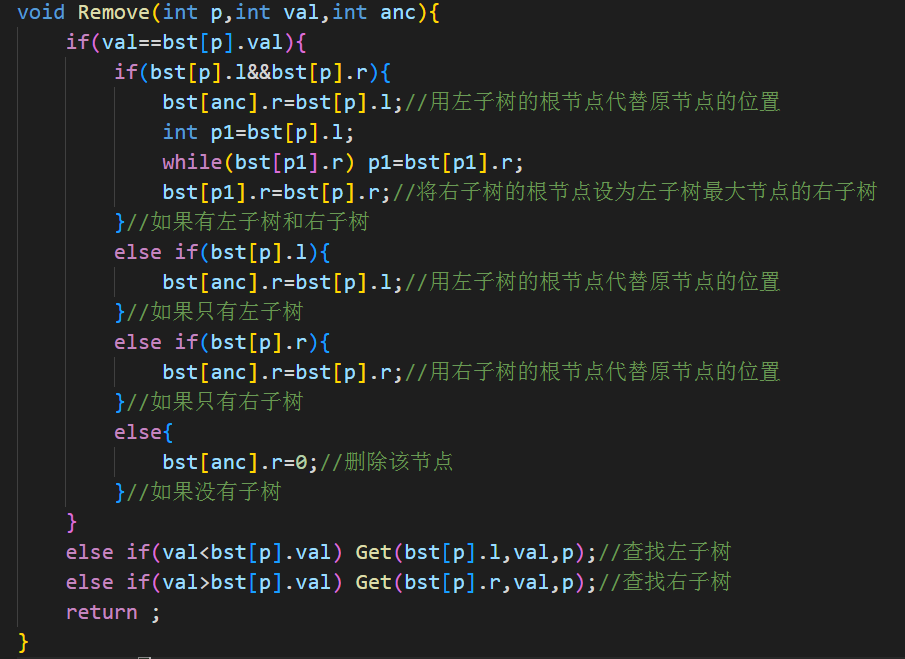 void Remove(int p,int val,int anc){
    if(val==bst[p].val){
        if(bst[p].l&&bst[p].r){
            bst[anc].r=bst[p].l;//用左子树的根节点代替原节点的位置
            int p1=bst[p].l;
            while(bst[p1].r) p1=bst[p1].r;
            bst[p1].r=bst[p].r;//将右子树的根节点设为左子树最大节点的右子树
        }//如果有左子树和右子树
        else if(bst[p].l){
            bst[anc].r=bst[p].l;//用左子树的根节点代替原节点的位置
        }//如果只有左子树
        else if(bst[p].r){
            bst[anc].r=bst[p].r;//用右子树的根节点代替原节点的位置
        }//如果只有右子树
        else{
            bst[anc].r=0;//删除该节点
        }//如果没有子树
    }
    else if(val<bst[p].val) Get(bst[p].l,val,p);//查找左子树
    else if(val>bst[p].val) Get(bst[p].r,val,p);//查找右子树
    return ;
}